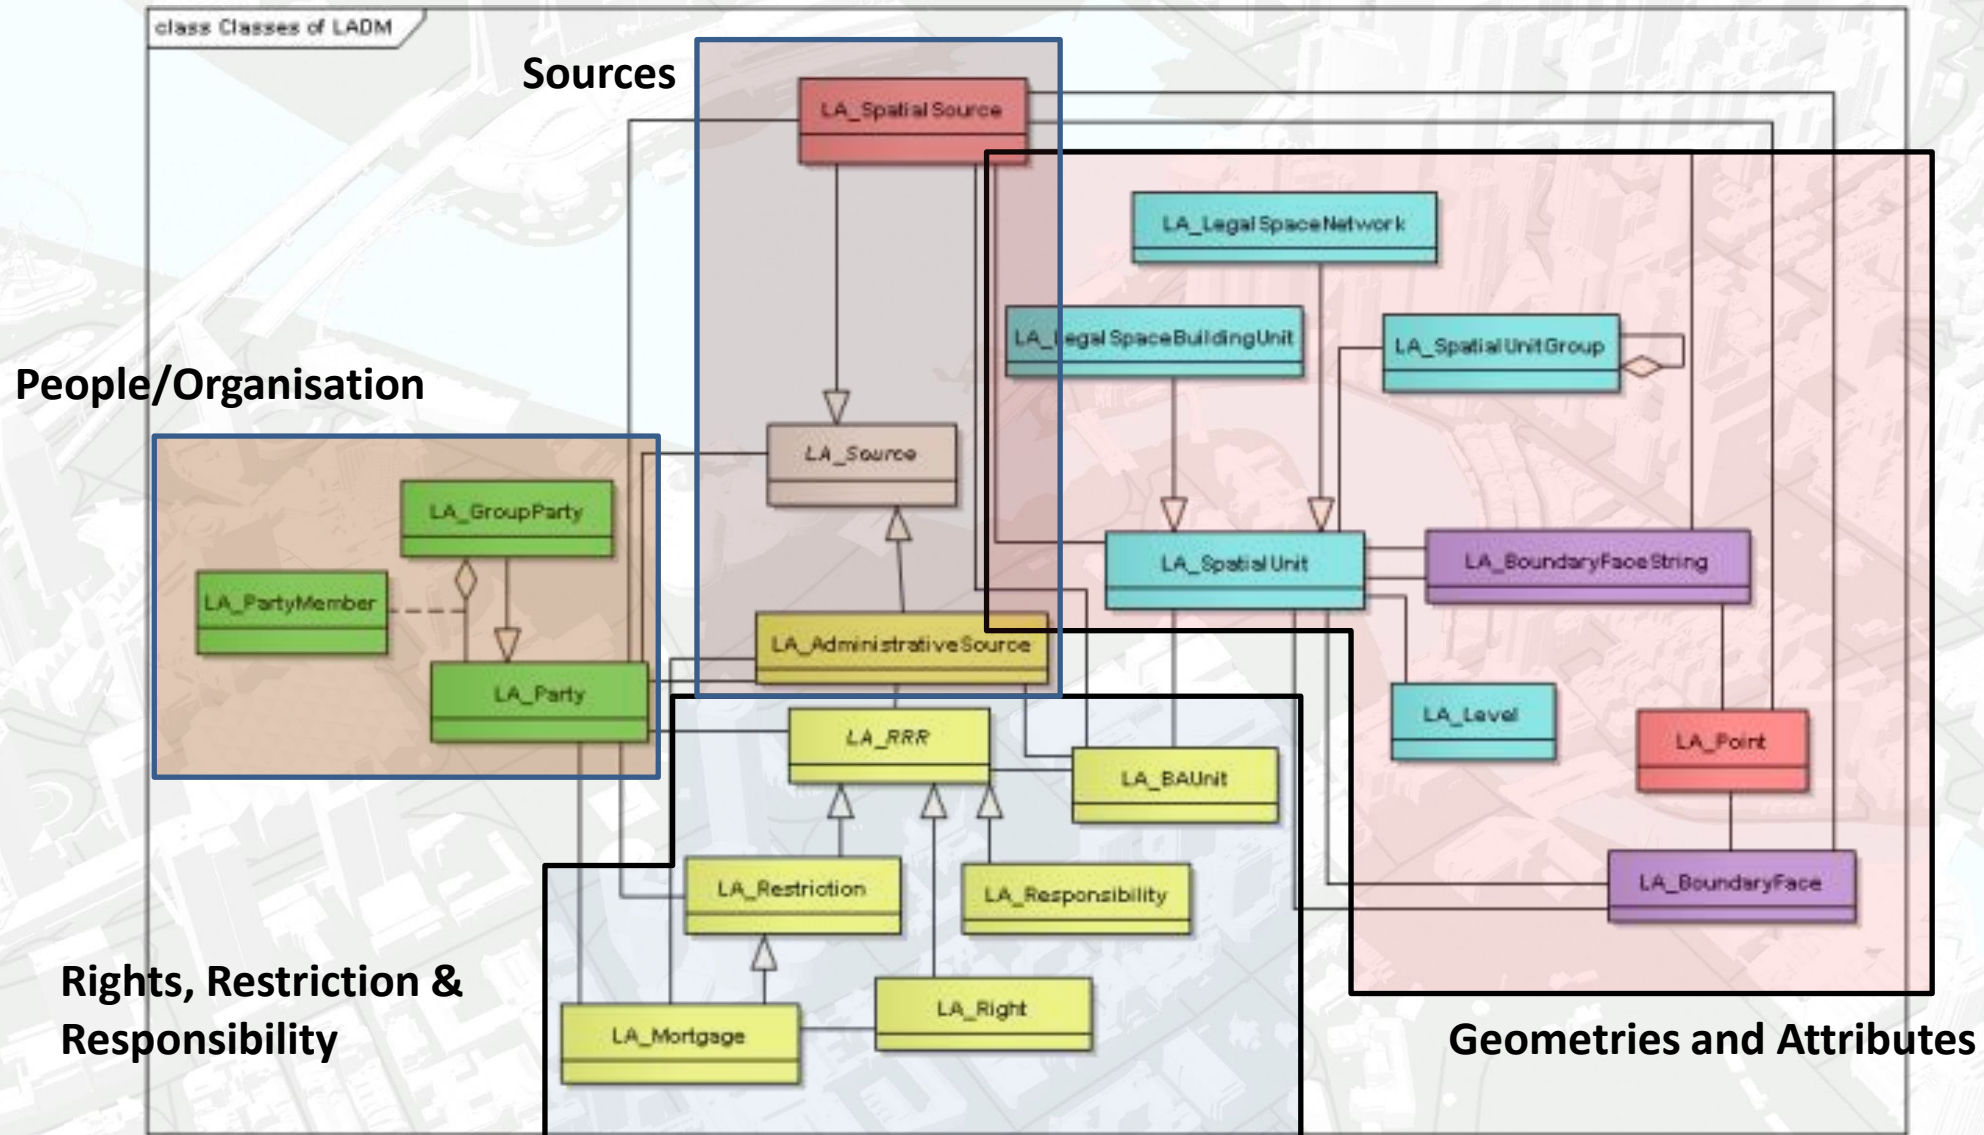 class Classes of LADM
Sources
LA_SpatialSource
LA_LegalSpaceNetwork
LA_LegalSpaceBuildingUnit
LA_SpatialUnitGroup
People/Organisation
LA_Source
LA_GroupParty
LA_SpatialUnit
LA_BoundaryFaceString
LA_PartyMember
LA_AdministrativeSource
LA_Party
LA_Level
LA_RRR
LA_Point
LA_BAUnit
LA_Restriction
LA_Responsibility
LA_BoundaryFace
Rights, Restriction &
Responsibility
LA_Right
LA_Mortgage
Geometries and Attributes